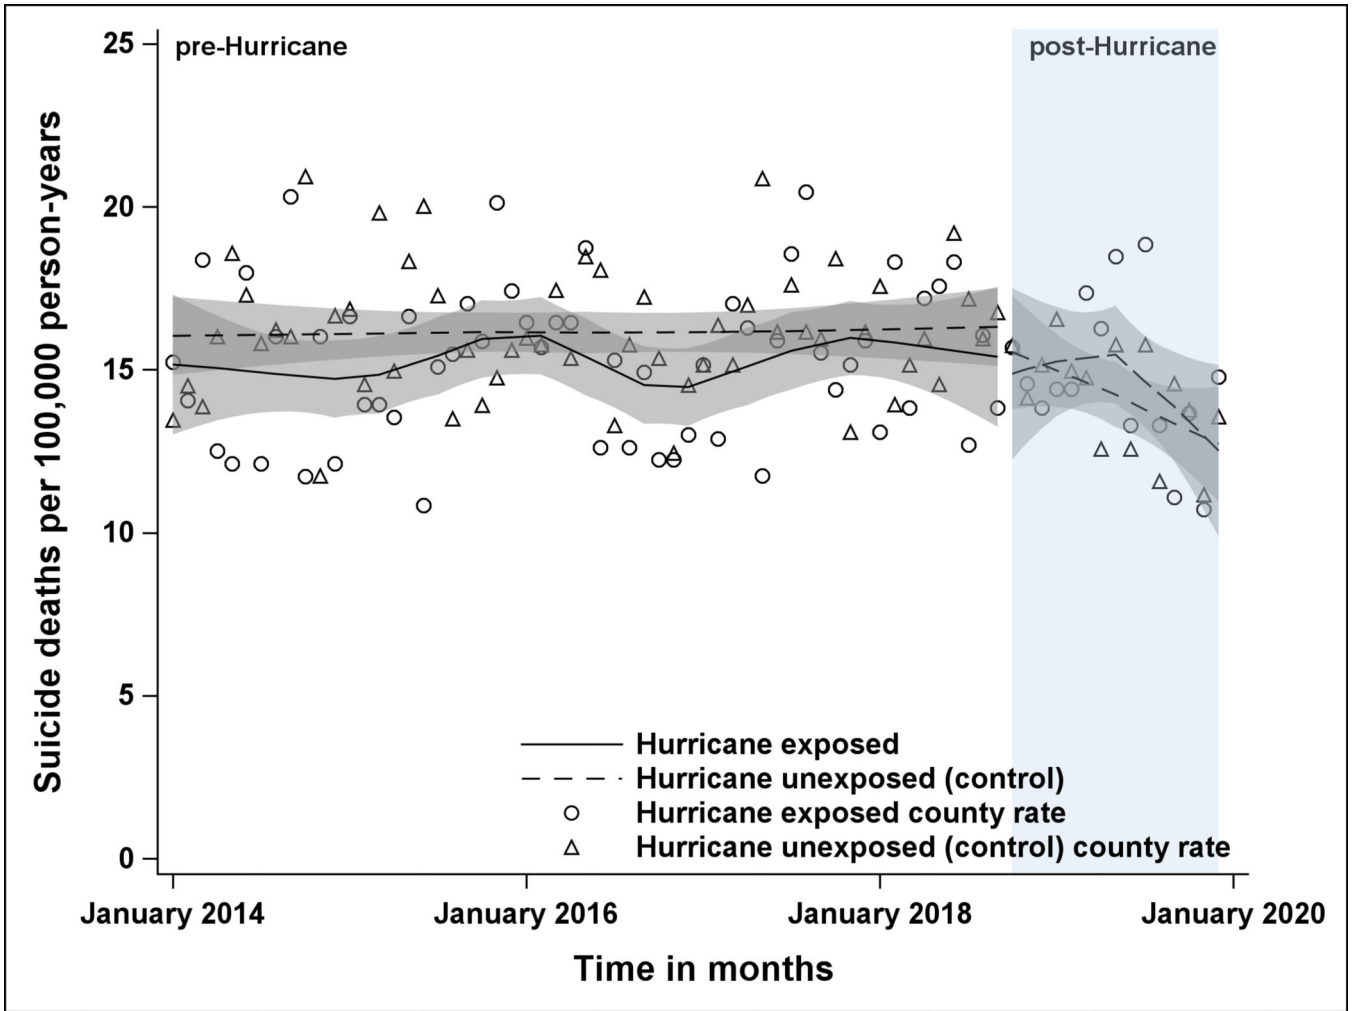 pre-Hurricane
post-Hurricane
25
20
15
10
5
0
Suicide deaths per 100,000 person-years
Hurricane exposed
Hurricane unexposed (control)
Hurricane exposed county rate
Hurricane unexposed (control) county rate
January 2014
January 2016
January 2018
January 2020
Time in months